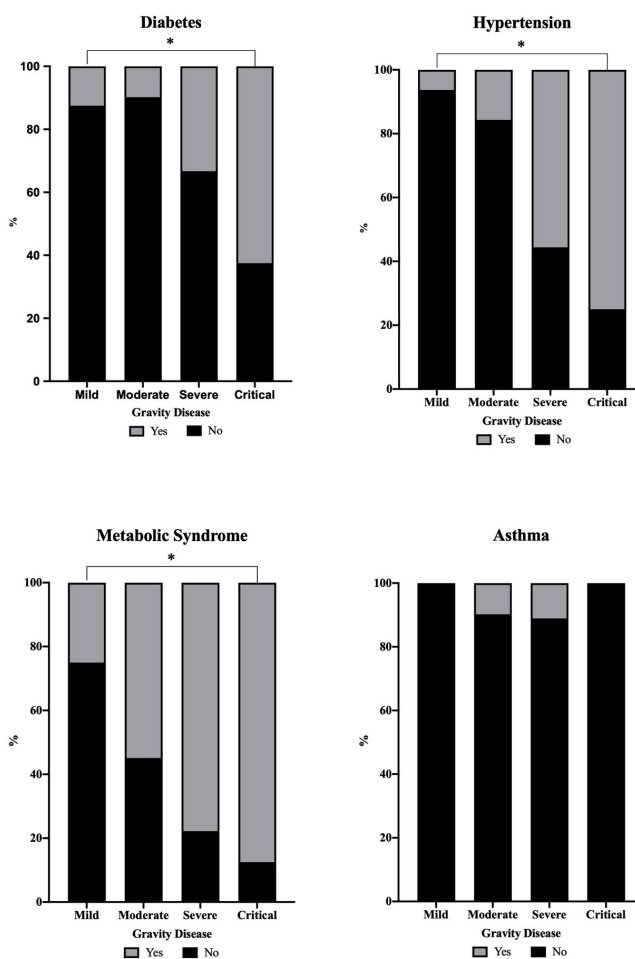 Diabetes
*
100
80
60
40
20
0
%
Mild Moderate Severe Critical
Gravity Disease
Yes No
Hypertension
*
100
80
60
40
20
0
%
Mild Moderate Severe Critical
Gravity Disease
Yes No
Metabolic Syndrome
*
100
80
60
40
20
0
%
Mild Moderate Severe Critical
Gravity Disease
Yes No
Asthma
100
80
60
40
20
0
%
Mild Moderate Severe Critical
Gravity Disease
Yes No